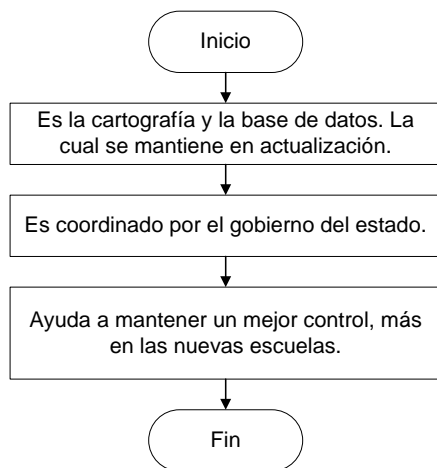 Inicio
Es la cartografía y la base de datos. La
cual se mantiene en actualización.
Es coordinado por el gobierno del estado.
Ayuda a mantener un mejor control, más
en las nuevas escuelas.
Fin